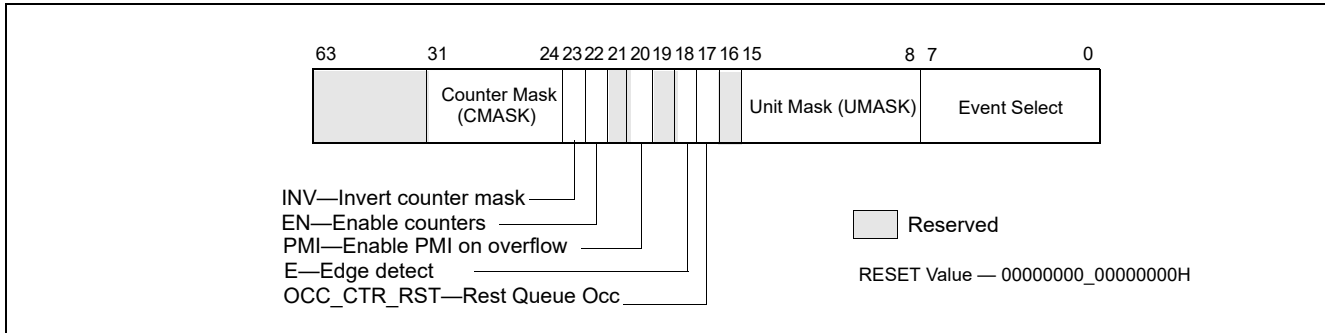 63 31 24 23 22 21 20 19 18 17 16 15 8 7 0
Counter Mask
(CMASK)
Unit Mask (UMASK)
Event Select
INV—Invert counter mask
EN—Enable counters
PMI—Enable PMI on overflow
E—Edge detect
OCC_CTR_RST—Rest Queue Occ
Reserved
RESET Value — 00000000_00000000H